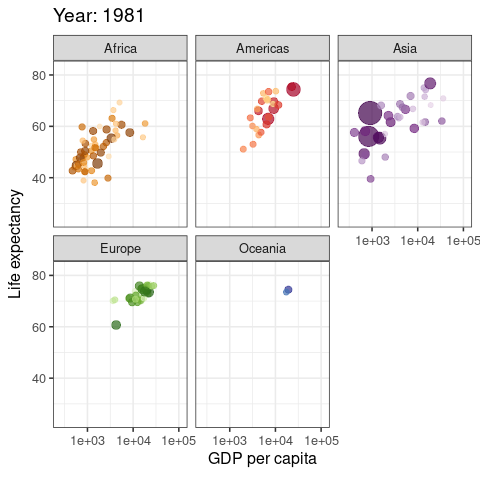 Year: 1981
Africa
Americas
Asia
80
60
40
1e+03 1e+04 1e+05
Life expectancy
Europe
Oceania
80
60
40
1e+03 1e+04 1e+05
1e+03 1e+04 1e+05
GDP per capita